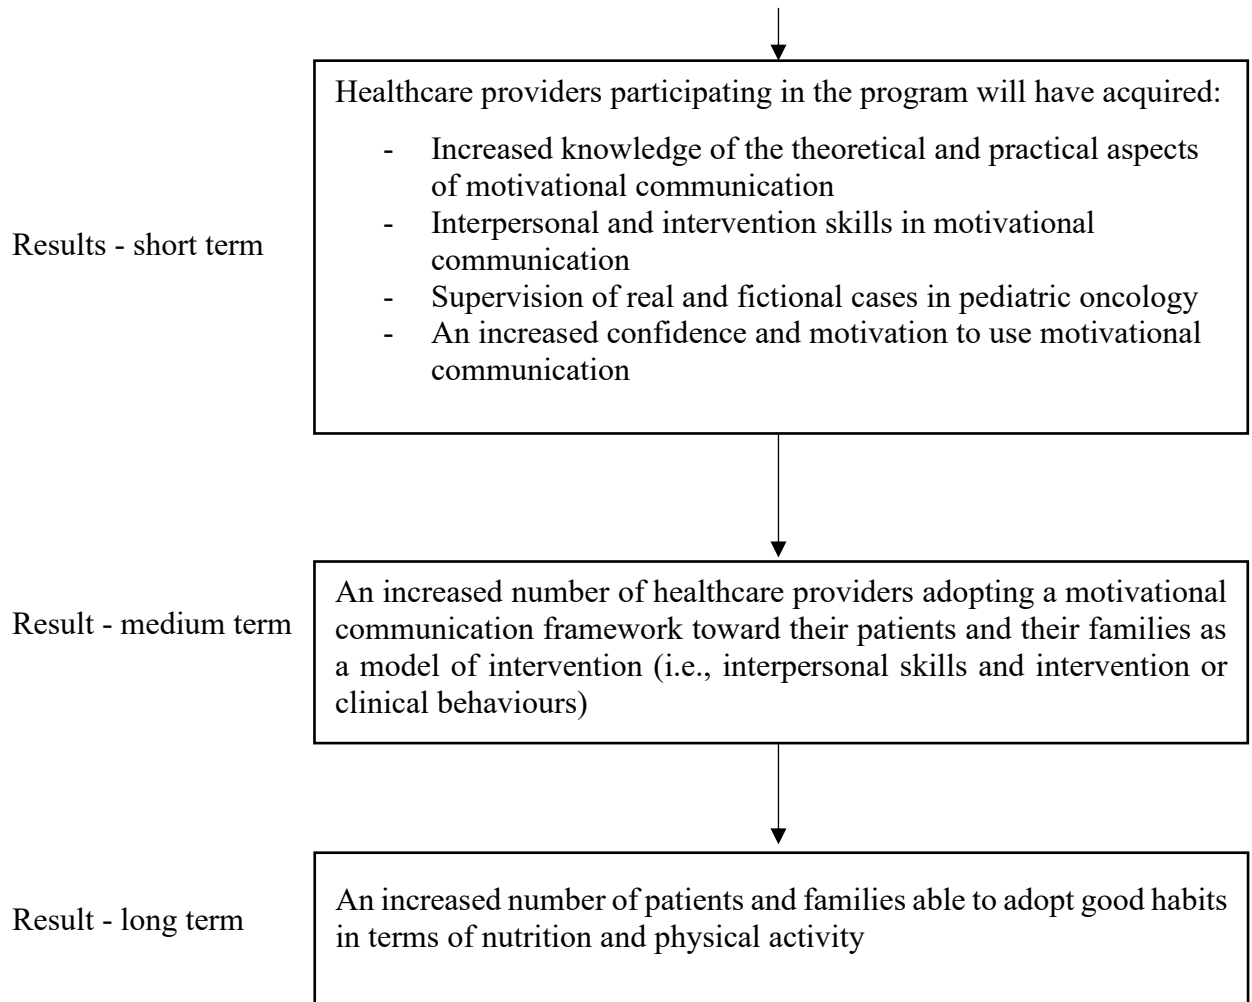 Healthcare providers participating in the program will have acquired:
- Increased knowledge of the theoretical and practical aspects
of motivational communication
- Interpersonal and intervention skills in motivational
communication
- Supervision of real and fictional cases in pediatric oncology
- An increased confidence and motivation to use motivational
communication
Results - short term
An increased number of healthcare providers adopting a motivational
communication framework toward their patients and their families as
a model of intervention (i.e., interpersonal skills and intervention or
clinical behaviours)
Result - medium term
An increased number of patients and families able to adopt good habits
in terms of nutrition and physical activity
Result - long term